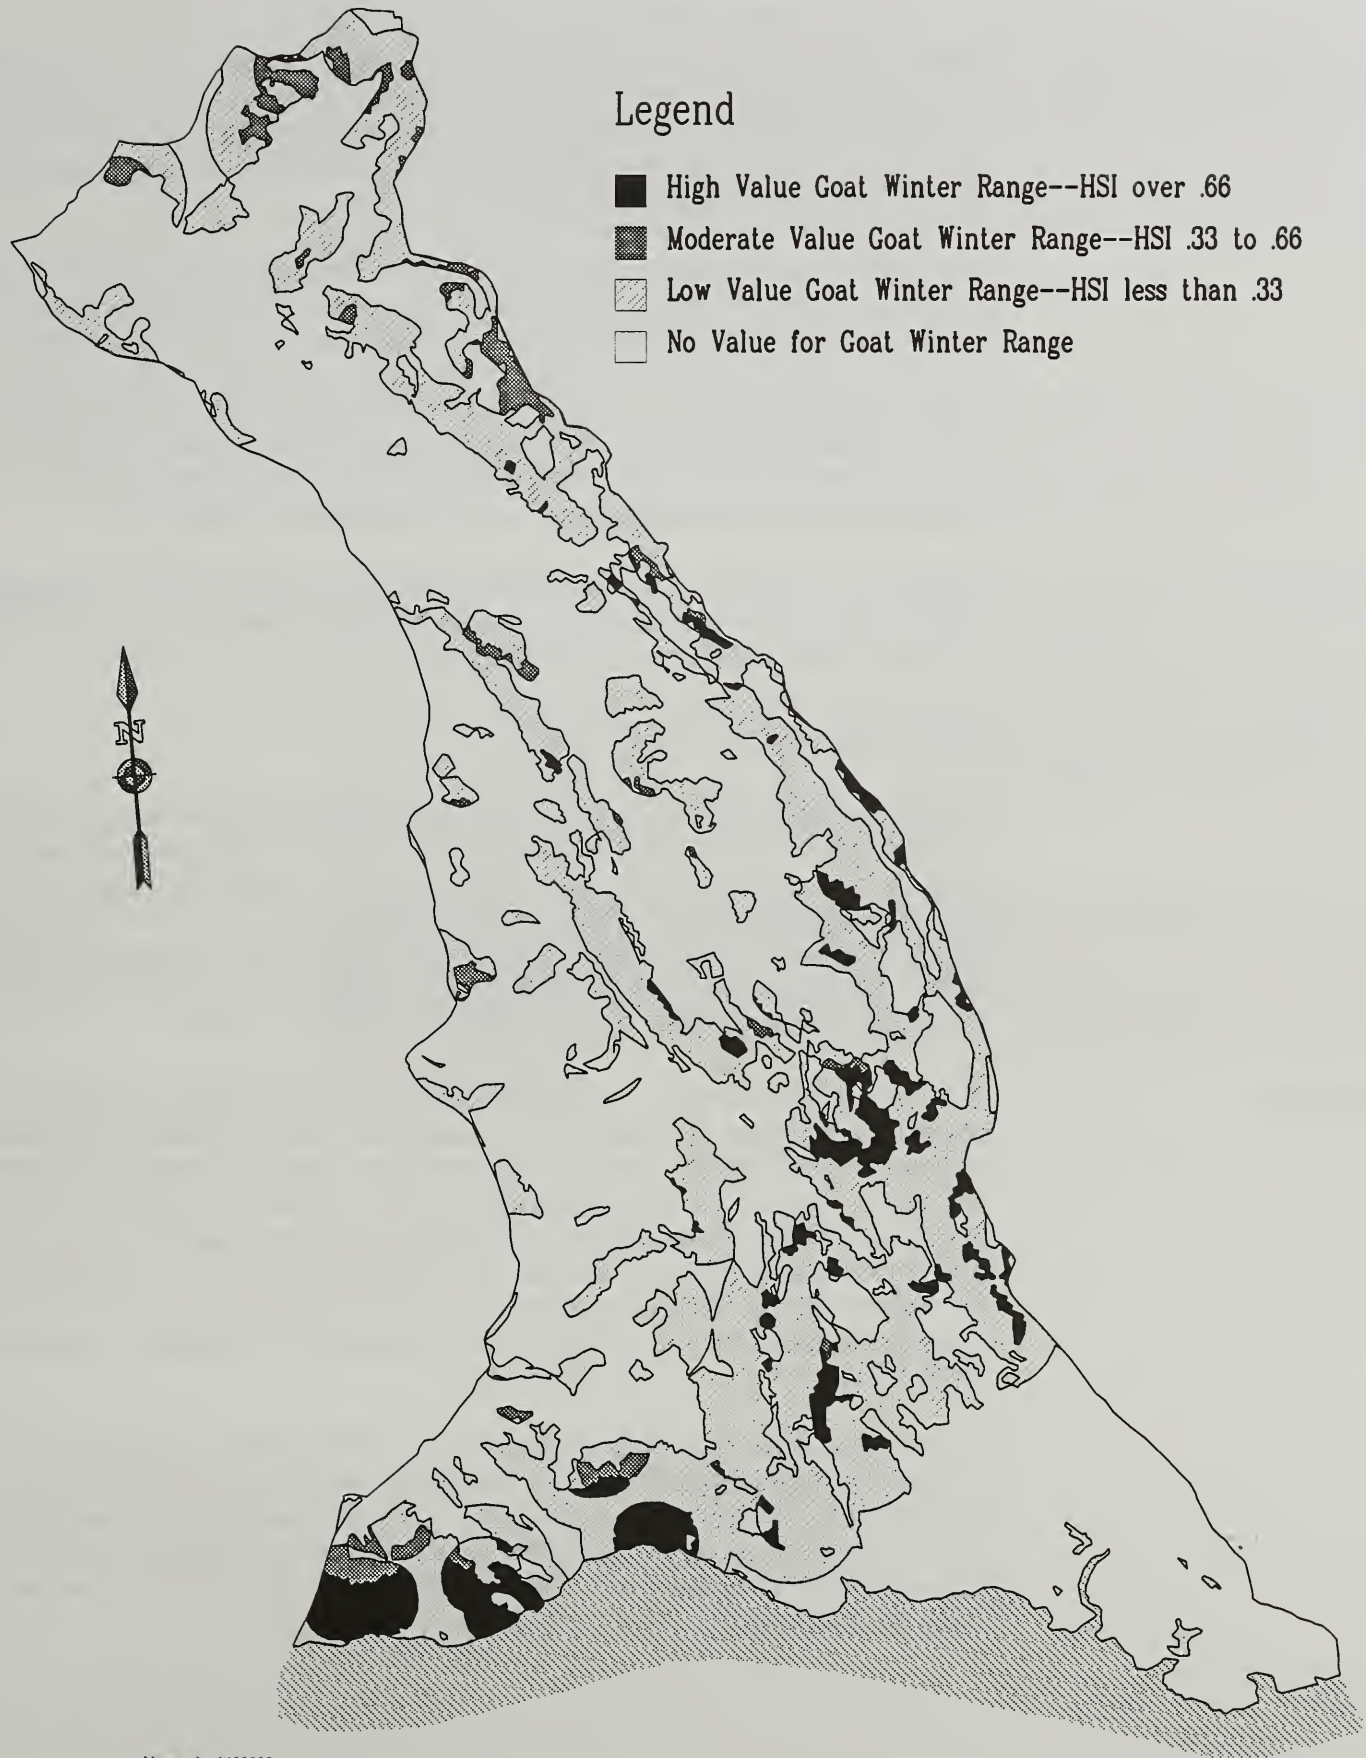 Legend
High Value Goat Winter Range--HSI over .66
Moderate Value Goat Winter Range--HSI .33 to .66
Low Value Goat Winter Range--HSI less than .33
No Value for Goat Winter Range
N